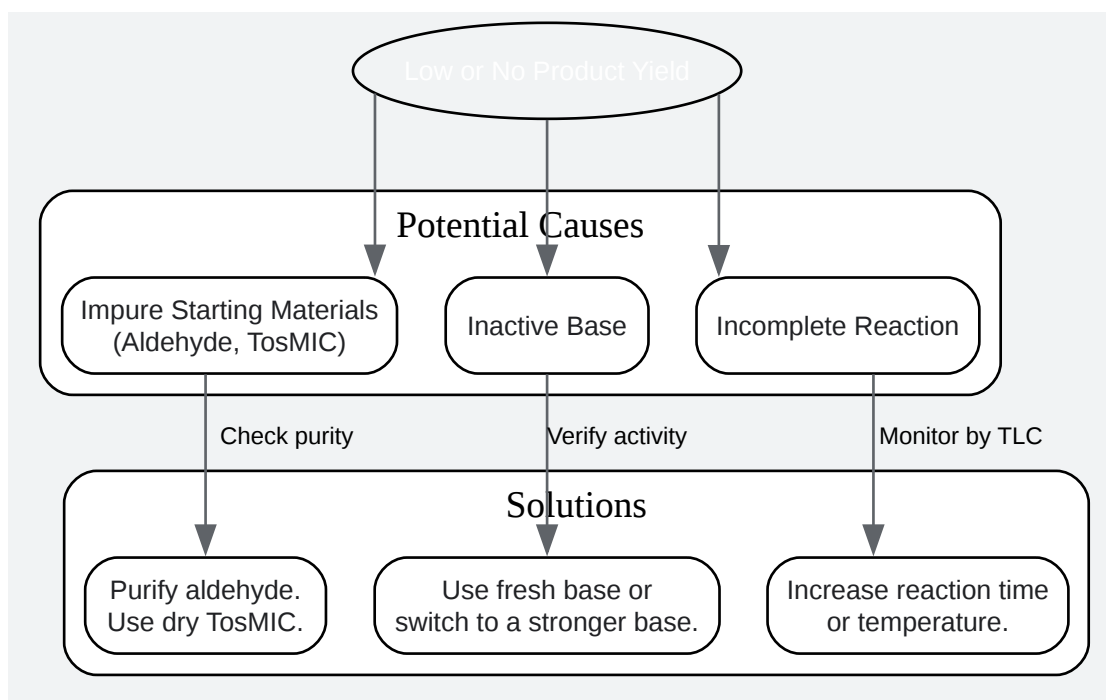 Low or No Product Yield
Potential Causes
Impure Starting Materials
(Aldehyde, TosMIC)
Inactive Base
Incomplete Reaction
Check purity
Verify activity
Monitor by TLC
Solutions
Purify aldehyde.
Use dry TosMIC.
Use fresh base or
switch to a stronger base.
Increase reaction time
or temperature.